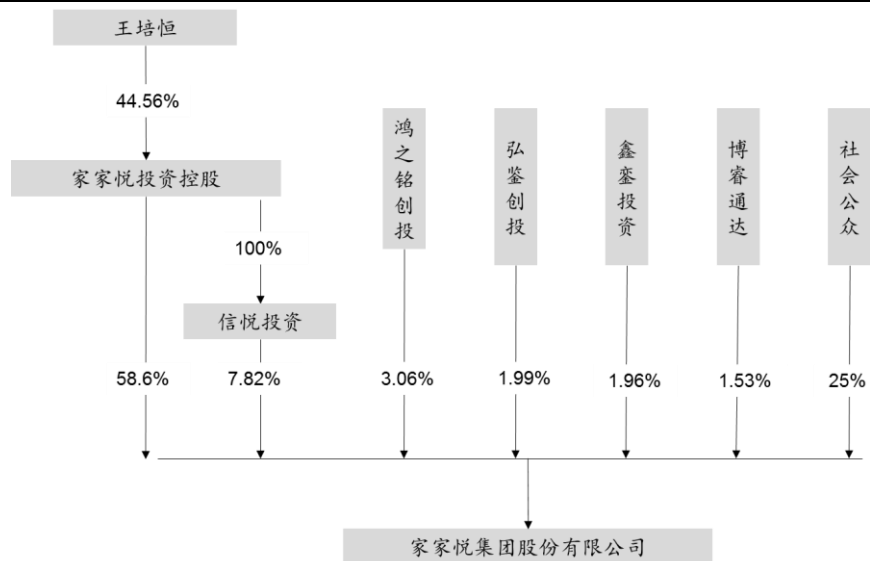 王培恒
44.56%
家家悦投资控股
100%
信悦投资
鸿之铭创投
弘鉴创投
鑫銮投资
博睿通达
社会公众
58.6%
7.82%
3.06%
1.99%
1.96%
1.53%
25%
家家悦集团股份有限公司